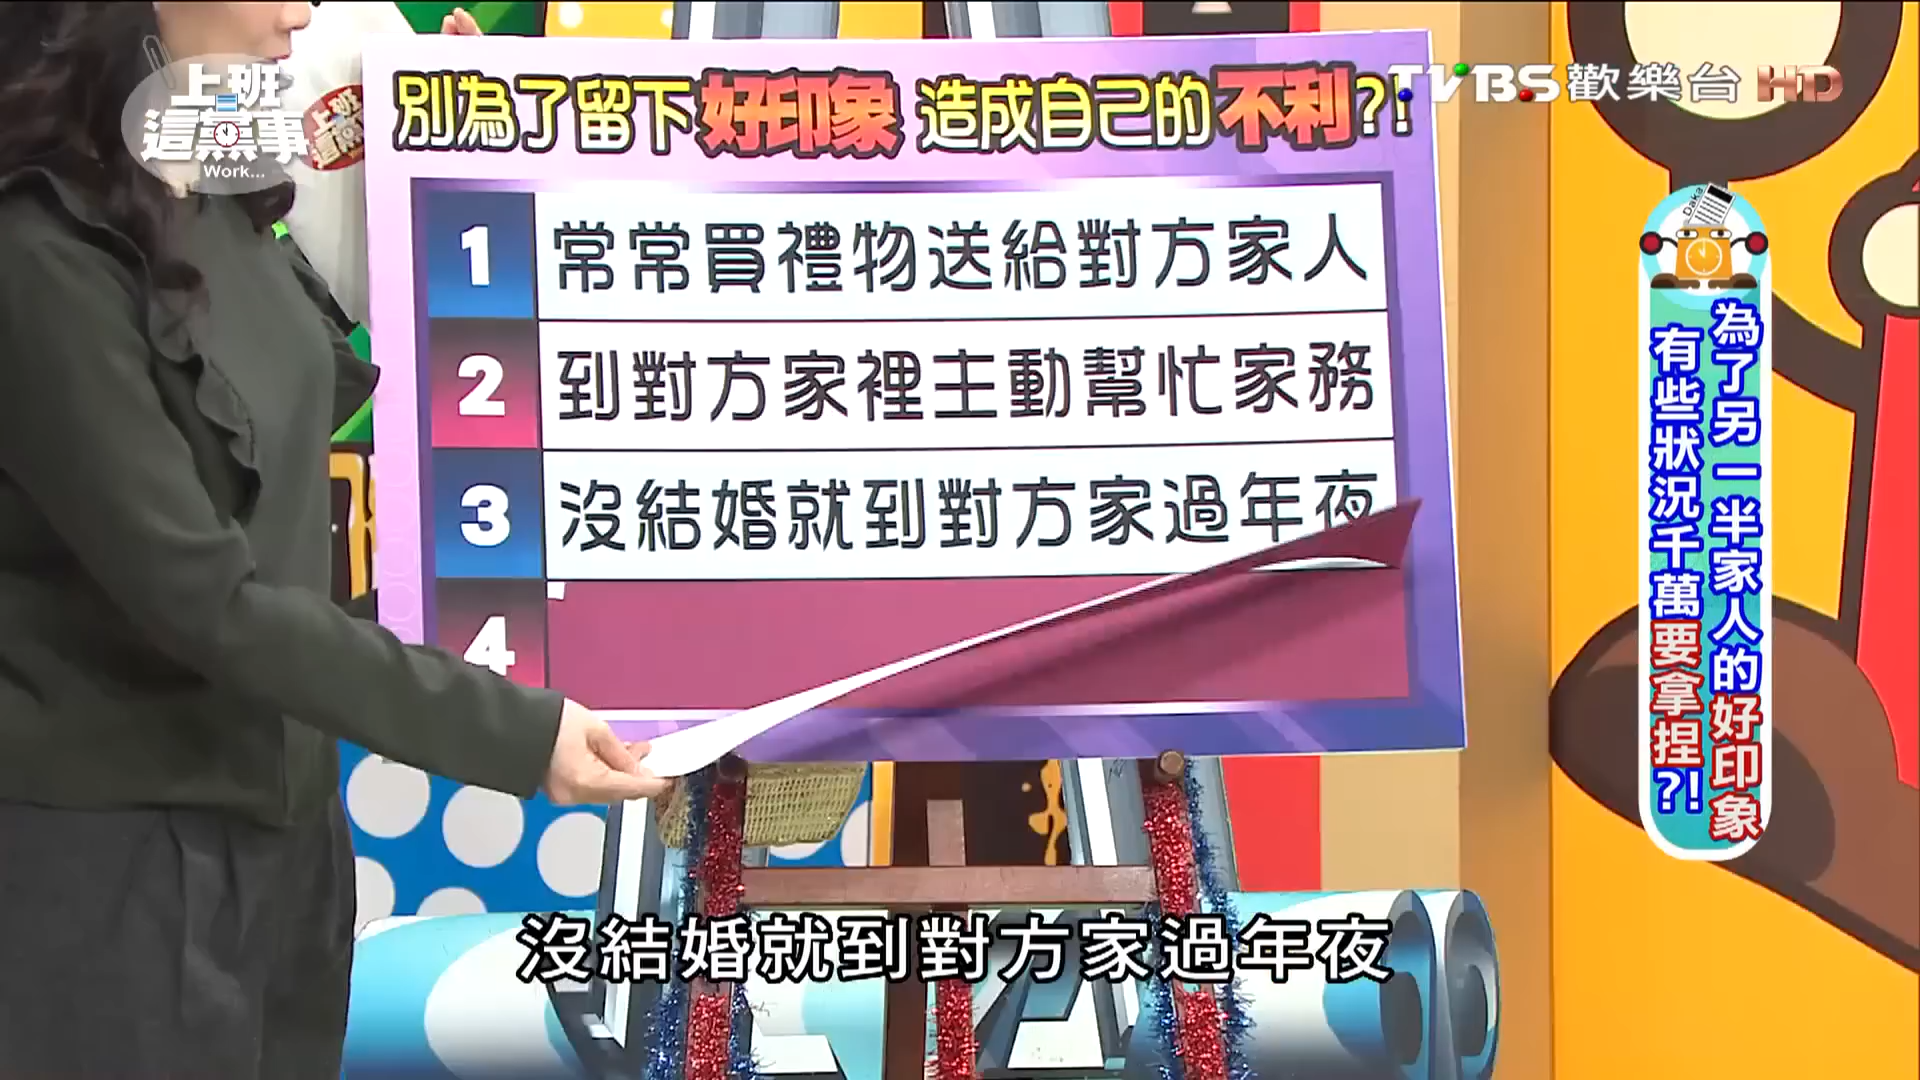 上班
這黨事
Work...
上班
別為了留下好印象 造成自己的不利?!
TVBS歡樂台 HD
1 常常買禮物送給對方家人
2 到對方家裡主動幫忙家務
3 沒結婚就到對方家過年夜
4
Daka
為了另一半家人的好印象
有些狀況千萬要拿捏?!
沒結婚就到對方家過年夜